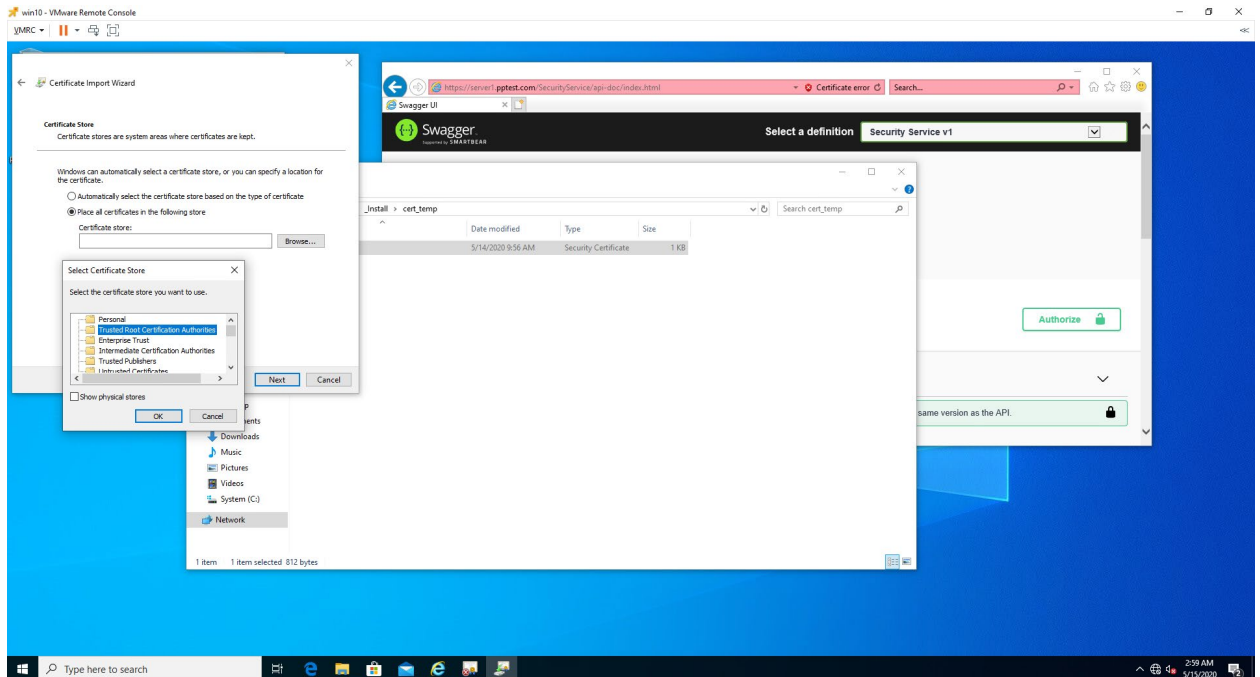 win10 - VMware Remote Console
VMRC
Certificate Import Wizard
Certificate Store
Certificate stores are system areas where certificates are kept.
Windows can automatically select a certificate store, or you can specify a location for
the certificate.
Automatically select the certificate store based on the type of certificate
Place all certificates in the following store
Certificate store:
Browse...
Next
Cancel
Select Certificate Store
Select the certificate store you want to use.
Personal
Trusted Root Certification Authorities
Enterprise Trust
Intermediate Certification Authorities
Trusted Publishers
Untrusted Certificates
Show physical stores
OK
Cancel
https://server1.pptest.com/SecurityService/api-doc/index.html
Certificate error
Search...
Swagger UI
Swagger.
Supported by SMARTBEAR
Select a definition
Security Service v1
Authorize
same version as the API.
_Install > cert_temp
Search cert_temp
Date modified
Type
Size
5/14/2020 9:56 AM
Security Certificate
1 KB
Downloads
Music
Pictures
Videos
System (C:)
Network
1 item
1 item selected 812 bytes
Type here to search
2:59 AM
5/15/2020
2